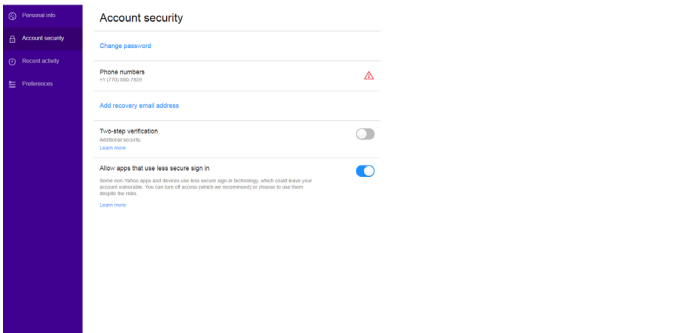 Personal info
Account security
Recent activity
Preferences
Account security
Change password
Phone numbers
+1 (770)
Add recovery email address
Two-step verification
Additional security.
Learn more
Allow apps that use less secure sign in
Some non-Yahoo apps and devices use less secure sign-in technology, which could leave your
account vulnerable. You can turn off access (which we recommend) or choose to use them
despite the risks.
Learn more